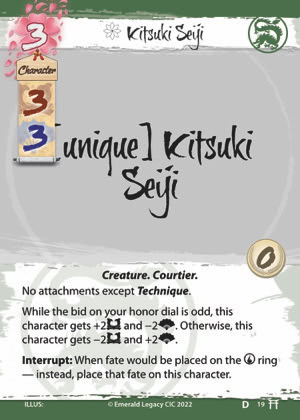 Kitsuki Seiji
3
Character
3
3
[unique] Kitsuki
Seiji
0
Creature. Courtier.
No attachments except Technique.
While the bid on your honor dial is odd, this
character gets +2 and –2. Otherwise, this
character gets –2 and +2.
Interrupt: When fate would be placed on the ring
— instead, place that fate on this character.
ILLUS:
© Emerald Legacy CIC 2022
D 19